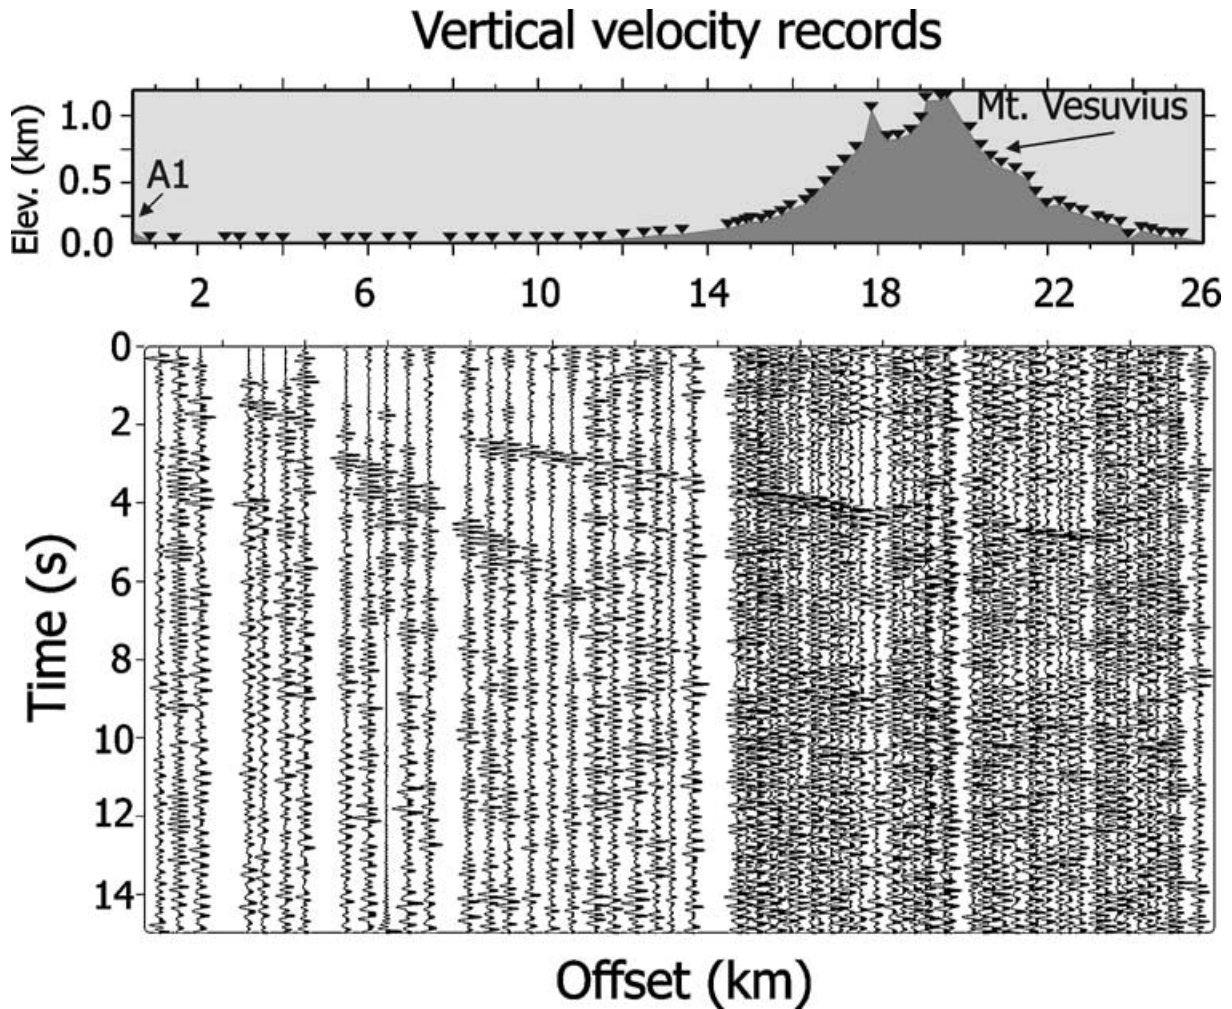 Vertical velocity records
Elev. (km)
1.0
0.5
0.0
A1
Mt. Vesuvius
2 6 10 14 18 22 26
Time (s)
0
2
4
6
8
10
12
14
Offset (km)